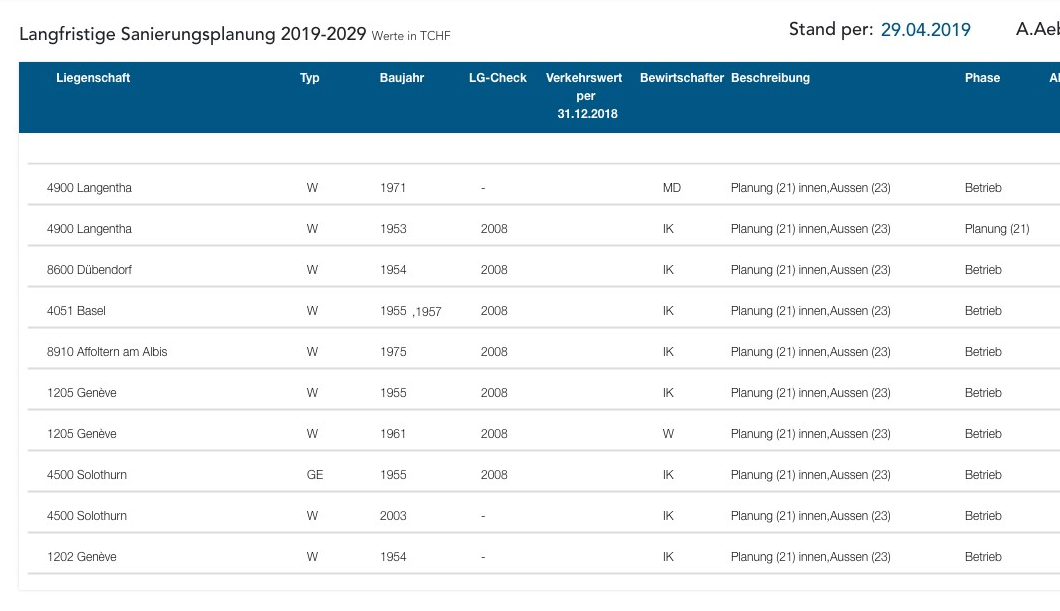 Langfristige Sanierungsplanung 2019-2029 Werte in TCHF Stand per: 29.04.2019 A.Aeb
Liegenschaft Typ Baujahr LG-Check Verkehrswert Bewirtschafter Beschreibung Phase Al
per
31.12.2018
4900 Langentha W 1971 - MD Planung (21) innen,Aussen (23) Betrieb
4900 Langentha W 1953 2008 IK Planung (21) innen,Aussen (23) Planung (21)
8600 Dübendorf W 1954 2008 IK Planung (21) innen,Aussen (23) Betrieb
4051 Basel W 1955 ,1957 2008 IK Planung (21) innen,Aussen (23) Betrieb
8910 Affoltern am Albis W 1975 2008 IK Planung (21) innen,Aussen (23) Betrieb
1205 Genève W 1955 2008 IK Planung (21) innen,Aussen (23) Betrieb
1205 Genève W 1961 2008 W Planung (21) innen,Aussen (23) Betrieb
4500 Solothurn GE 1955 2008 IK Planung (21) innen,Aussen (23) Betrieb
4500 Solothurn W 2003 - IK Planung (21) innen,Aussen (23) Betrieb
1202 Genève W 1954 - IK Planung (21) innen,Aussen (23) Betrieb